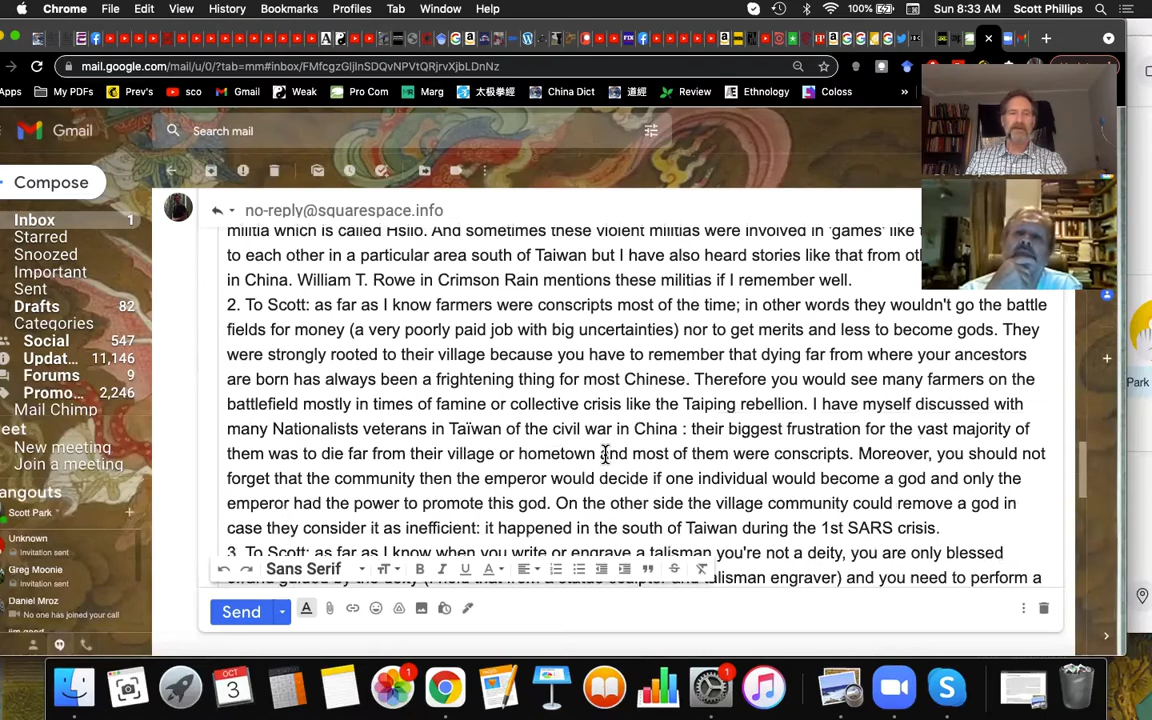 Chrome File Edit View History Bookmarks Profiles Tab Window Help 100% Sun 8:33 AM Scott Phillips
mail.google.com/mail/u/0/?tab=mm#inbox/FMfcgzGljlnSDQvNPVtQRjrvXjbLDnNz
Apps My PDFs Prev's sco Gmail Weak Pro Com Marg 太极拳經 China Dict 道經 Review Ethnology Coloss »
Gmail Search mail
Compose
Inbox 1
Starred
Snoozed
Important
Sent
Drafts 82
Categories
Social 547
Updat... 11,146
Forums 9
Promo... 2,246
Mail Chimp
eet
New meeting
Join a meeting
Scott Park
Unknown
Invitation sent
Greg Moonie
Invitation sent
Daniel Mroz
No one has joined your call
no-reply@squarespace.info
militia which is called Hsilo. And sometimes these violent militias were involved in 'games' like
to each other in a particular area south of Taiwan but I have also heard stories like that from
in China. William T. Rowe in Crimson Rain mentions these militias if I remember well.
2. To Scott: as far as I know farmers were conscripts most of the time; in other words they wouldn't go the battle
fields for money (a very poorly paid job with big uncertainties) nor to get merits and less to become gods. They
were strongly rooted to their village because you have to remember that dying far from where your ancestors
are born has always been a frightening thing for most Chinese. Therefore you would see many farmers on the
battlefield mostly in times of famine or collective crisis like the Taiping rebellion. I have myself discussed with
many Nationalists veterans in Taïwan of the civil war in China : their biggest frustration for the vast majority of
them was to die far from their village or hometown and most of them were conscripts. Moreover, you should not
forget that the community then the emperor would decide if one individual would become a god and only the
emperor had the power to promote this god. On the other side the village community could remove a god in
case they consider it as inefficient: it happened in the south of Taiwan during the 1st SARS crisis.
3. To Scott: as far as I know when you write or engrave a talisman you're not a deity, you are only blessed
talisman engraver) and you need to perform a
Sans Serif
Send
Park
OCT
3
1
1